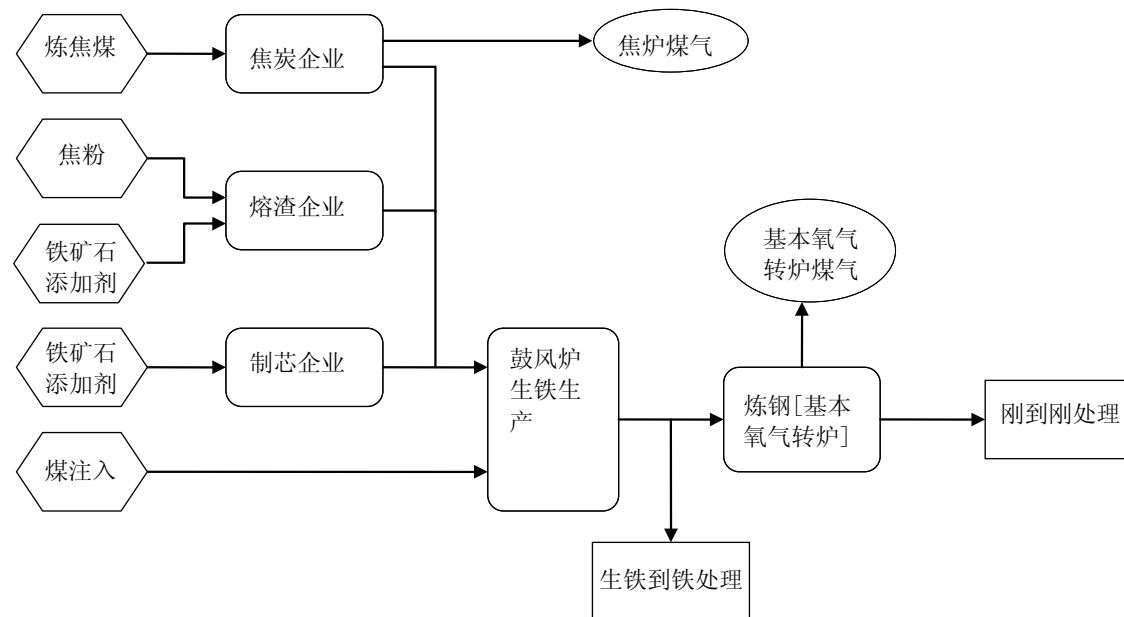 炼焦煤
焦炭企业
焦炉煤气
焦粉
熔渣企业
铁矿石
添加剂
基本氧气
转炉煤气
铁矿石
添加剂
制芯企业
鼓风炉
生铁生
产
炼钢[基本
氧气转炉]
刚到刚处理
煤注入
生铁到铁处理